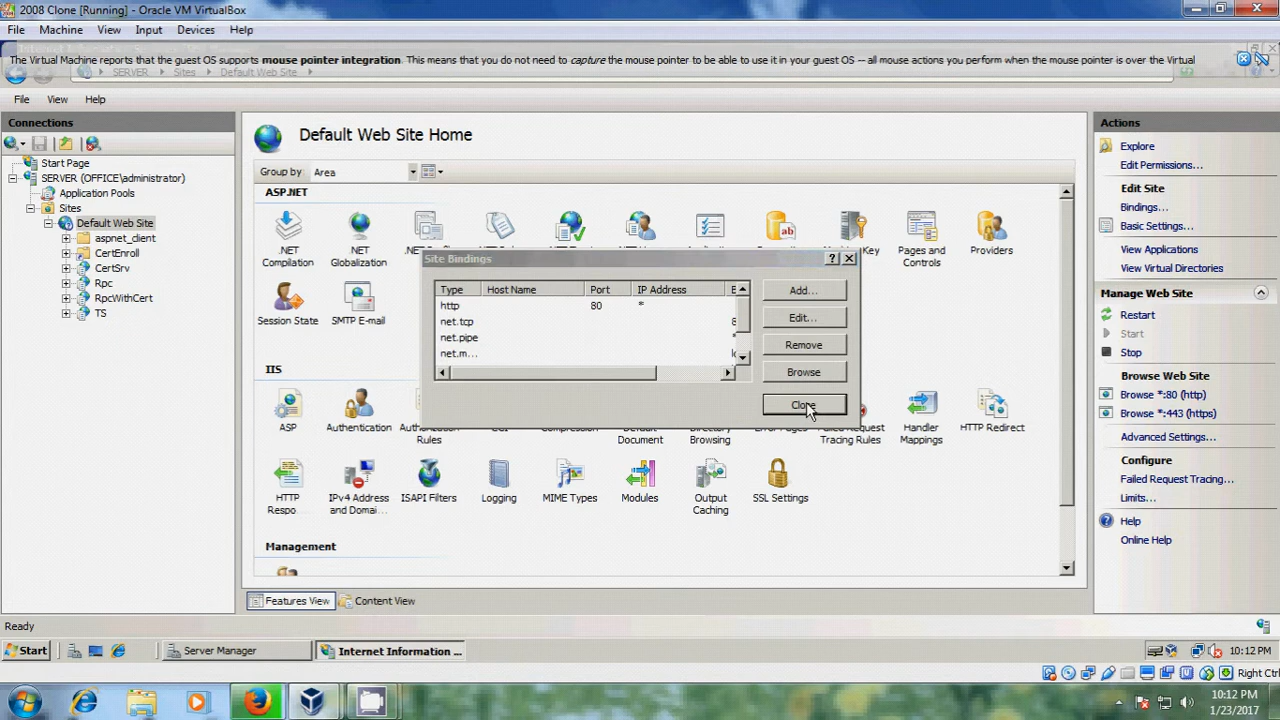 2008 Clone [Running] - Oracle VM VirtualBox
File Machine View Input Devices Help
The Virtual Machine reports that the guest OS supports mouse pointer integration. This means that you do not need to capture the mouse pointer to be able to use it in your guest OS -- all mouse actions you perform when the mouse pointer is over the Virtual
SERVER Sites Default Web Site
File View Help
Connections
Start Page
SERVER (OFFICE\administrator)
Application Pools
Sites
Default Web Site
aspnet_client
CertEnroll
CertSrv
Rpc
RpcWithCert
TS
Default Web Site Home
Group by: Area
ASP.NET
.NET Compilation
.NET Globalization
Pages and Controls
Providers
Session State
SMTP E-mail
Site Bindings
Type Host Name Port IP Address
http 80 *
net.tcp 8
net.pipe *
net.m...
Add...
Edit...
Remove
Browse
Close
IIS
ASP
Authentication
Rules
Default Document
Directory Browsing
Tracing Rules
Handler Mappings
HTTP Redirect
HTTP Respo...
IPv4 Address and Domai...
ISAPI Filters
Logging
MIME Types
Modules
Output Caching
SSL Settings
Management
Features View
Content View
Actions
Explore
Edit Permissions...
Edit Site
Bindings...
Basic Settings...
View Applications
View Virtual Directories
Manage Web Site
Restart
Start
Stop
Browse Web Site
Browse *:80 (http)
Browse *:443 (https)
Advanced Settings...
Configure
Failed Request Tracing...
Limits...
Help
Online Help
Ready
Start
Server Manager
Internet Information ...
10:12 PM
Right Ctrl
10:12 PM
1/23/2017